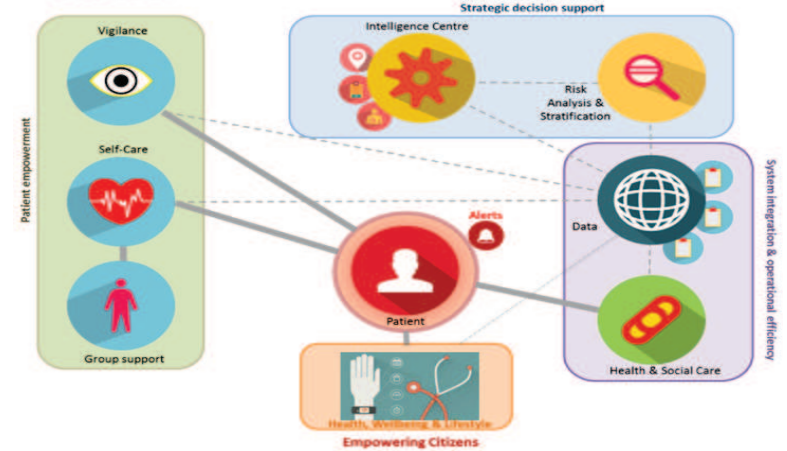 Strategic decision support
Vigilance
Intelligence Centre
Risk
Analysis &
Stratification
Patient empowerment
Self-Care
System integration & operational efficiency
Alerts
Data
Patient
Group support
Health & Social Care
Health, Wellbeing & Lifestyle
Empowering Citizens